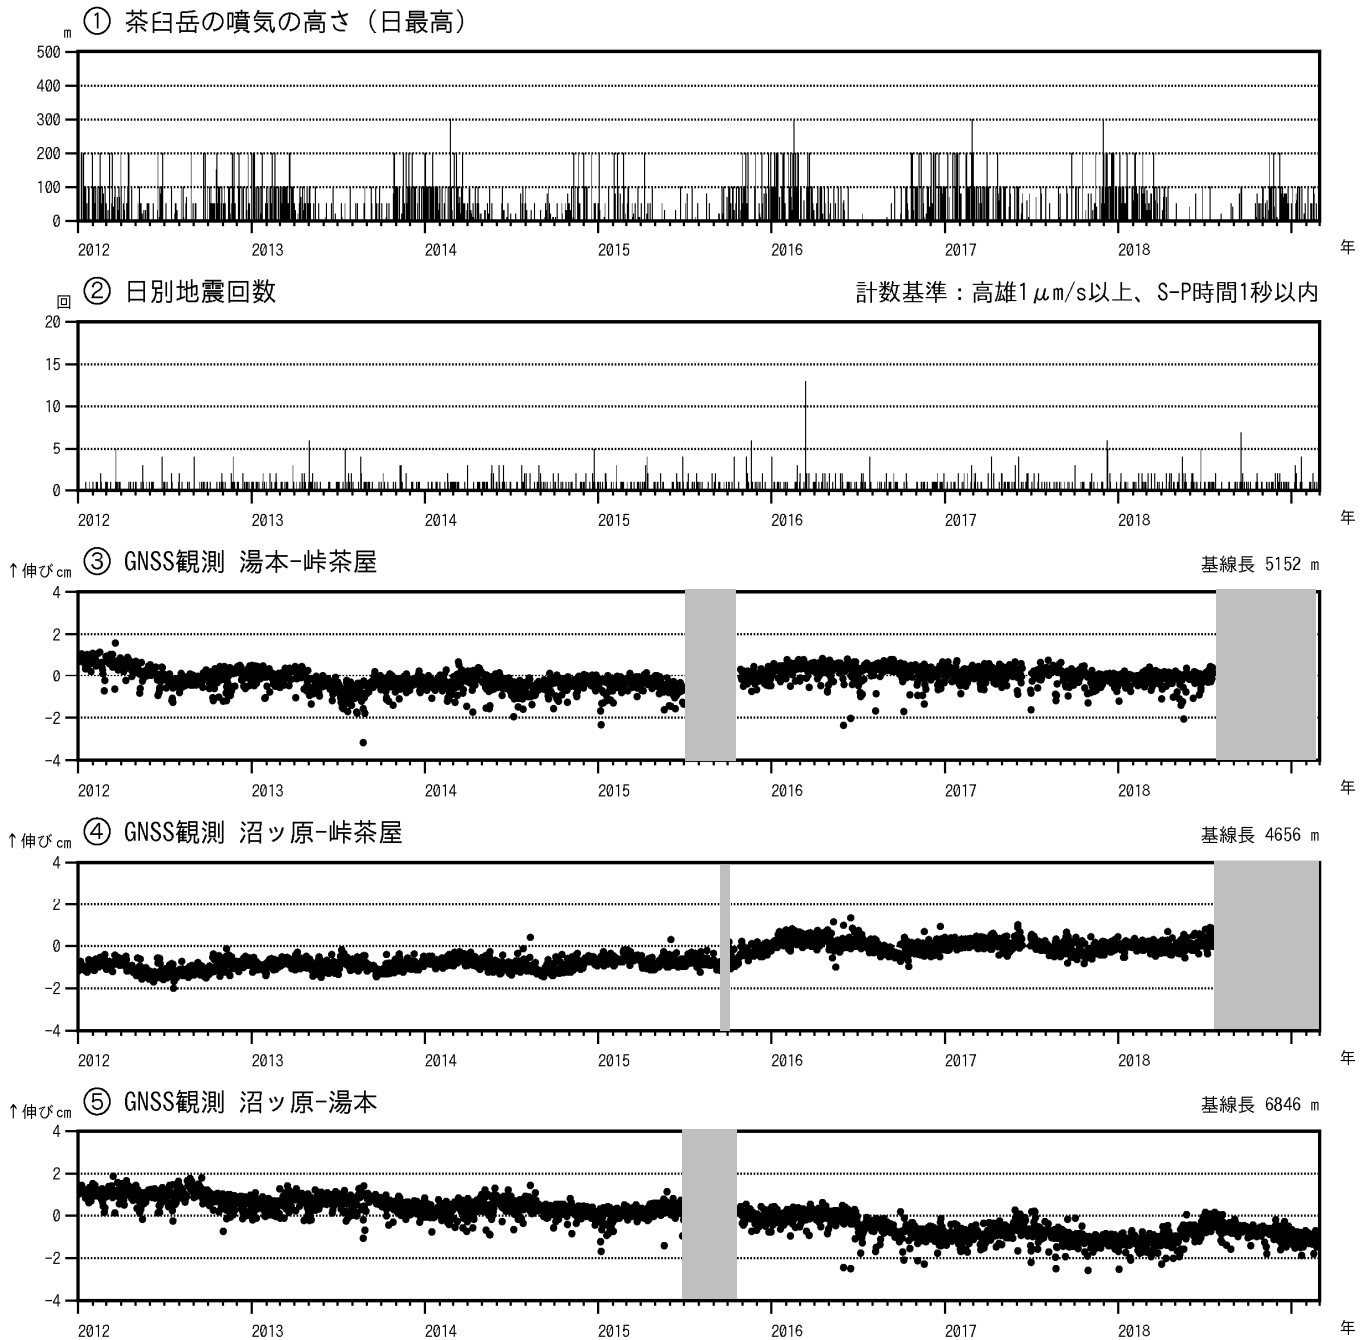 ① 茶臼岳の噴気の高さ（日最高）
m
500
400
300
200
100
0
2012 2013 2014 2015 2016 2017 2018 年
② 日別地震回数 計数基準：高雄1μm/s以上、S-P時間1秒以内
回
20
15
10
5
0
2012 2013 2014 2015 2016 2017 2018 年
③ GNSS観測 湯本-峠茶屋 基線長 5152 m
↑伸びcm
4
2
0
-2
-4
2012 2013 2014 2015 2016 2017 2018 年
④ GNSS観測 沼ッ原-峠茶屋 基線長 4656 m
↑伸びcm
4
2
0
-2
-4
2012 2013 2014 2015 2016 2017 2018 年
⑤ GNSS観測 沼ッ原-湯本 基線長 6846 m
↑伸びcm
4
2
0
-2
-4
2012 2013 2014 2015 2016 2017 2018 年